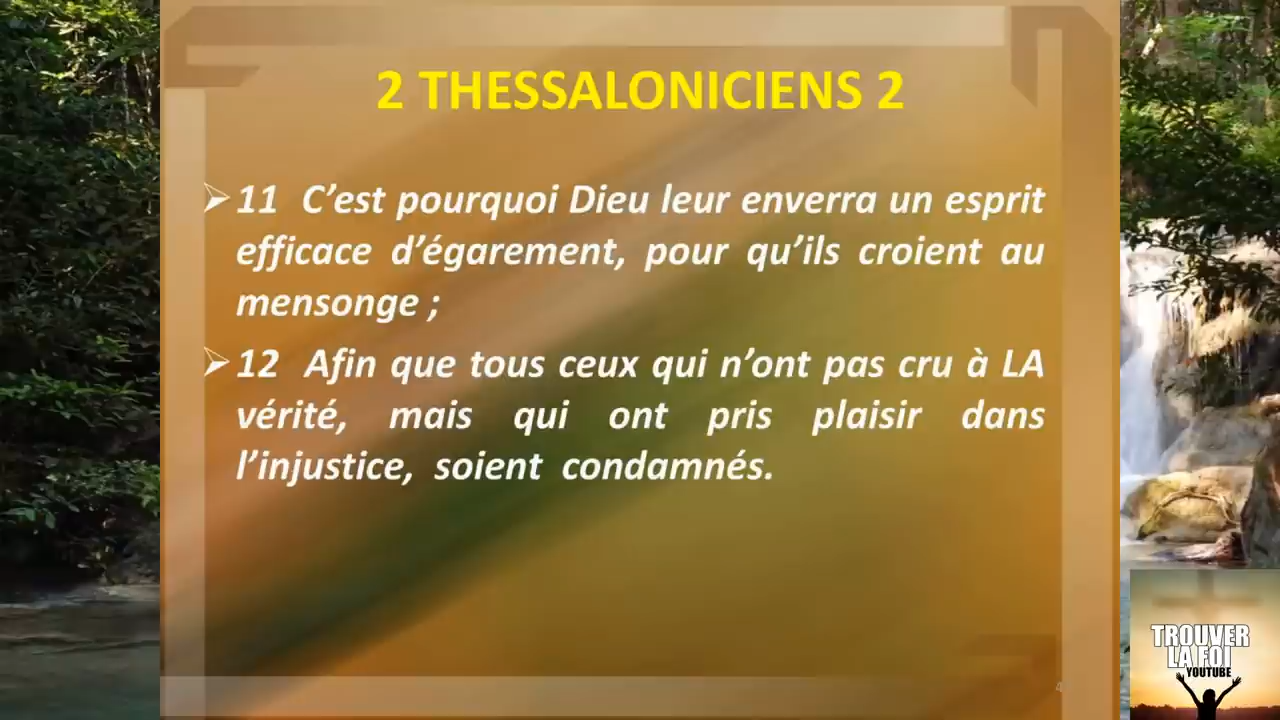 2 THESSALONICIENS 2
11 C’est pourquoi Dieu leur enverra un esprit
efficace d’égarement, pour qu’ils croient au
mensonge ;
12 Afin que tous ceux qui n’ont pas cru à LA
vérité, mais qui ont pris plaisir dans
l’injustice, soient condamnés.
TROUVER
LA FOI
YOUTUBE